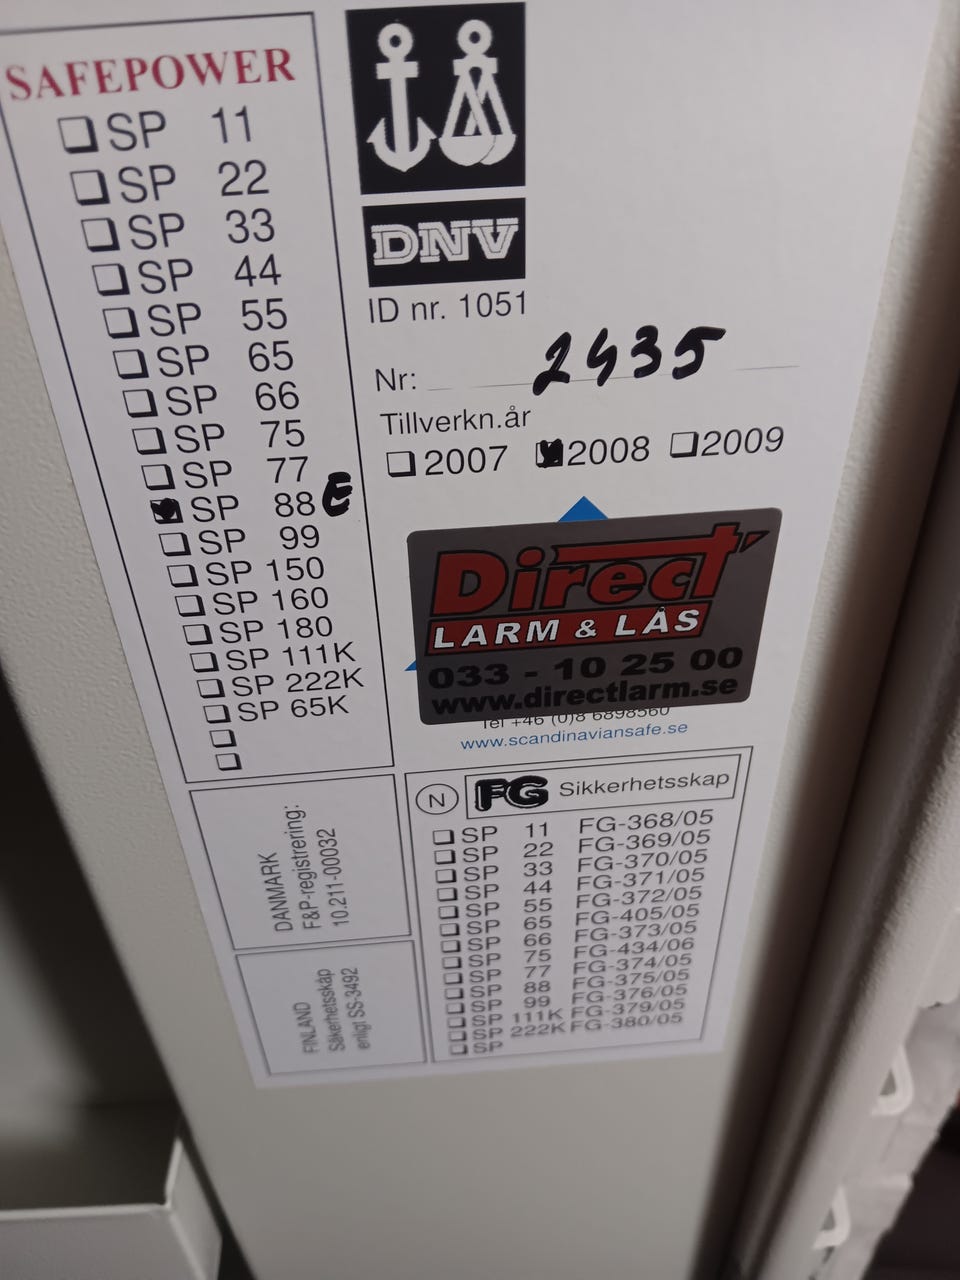 SAFEPOWER
SP 11
SP 22
SP 33
SP 44
SP 55
SP 65
SP 66
SP 75
SP 77
SP 88 E
SP 99
SP 150
SP 160
SP 180
SP 111K
SP 222K
SP 65K
DNV
ID nr. 1051
Nr: 2435
Tillverkn.år
2007 2008 2009
Direct
LARM & LÅS
033 - 10 25 00
www.directlarm.se
Tel +46 (0)8 6898560
www.scandinaviansafe.se
DANMARK
F&P-registrering:
10.211-00032
FINLAND
Säkerhetsskåp
enligt SS-3492
N FG Sikkerhetsskap
SP 11 FG-368/05
SP 22 FG-369/05
SP 33 FG-370/05
SP 44 FG-371/05
SP 55 FG-372/05
SP 65 FG-405/05
SP 66 FG-373/05
SP 75 FG-434/06
SP 77 FG-374/05
SP 88 FG-375/05
SP 99 FG-376/05
SP 111K FG-379/05
SP 222K FG-380/05
SP